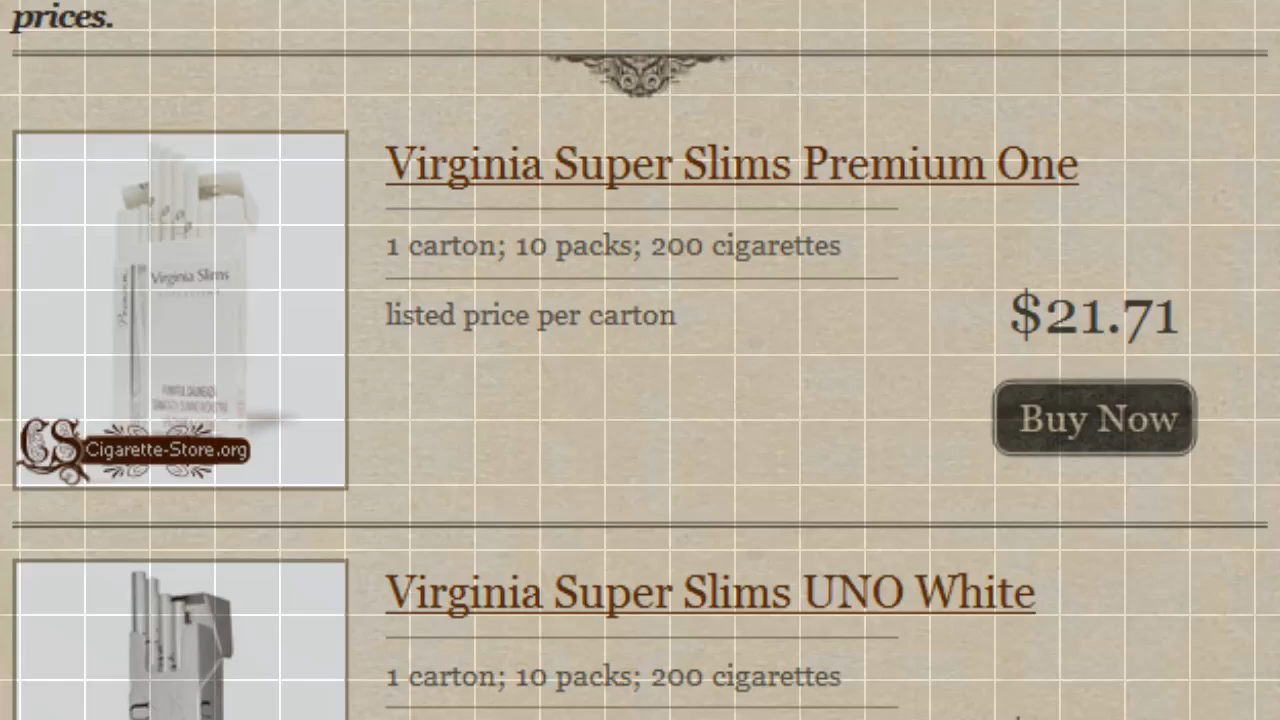 prices.
Virginia Super Slims Premium One
1 carton; 10 packs; 200 cigarettes
listed price per carton
$21.71
Buy Now
Virginia Slims
CS
Cigarette-Store.org
Virginia Super Slims UNO White
1 carton; 10 packs; 200 cigarettes